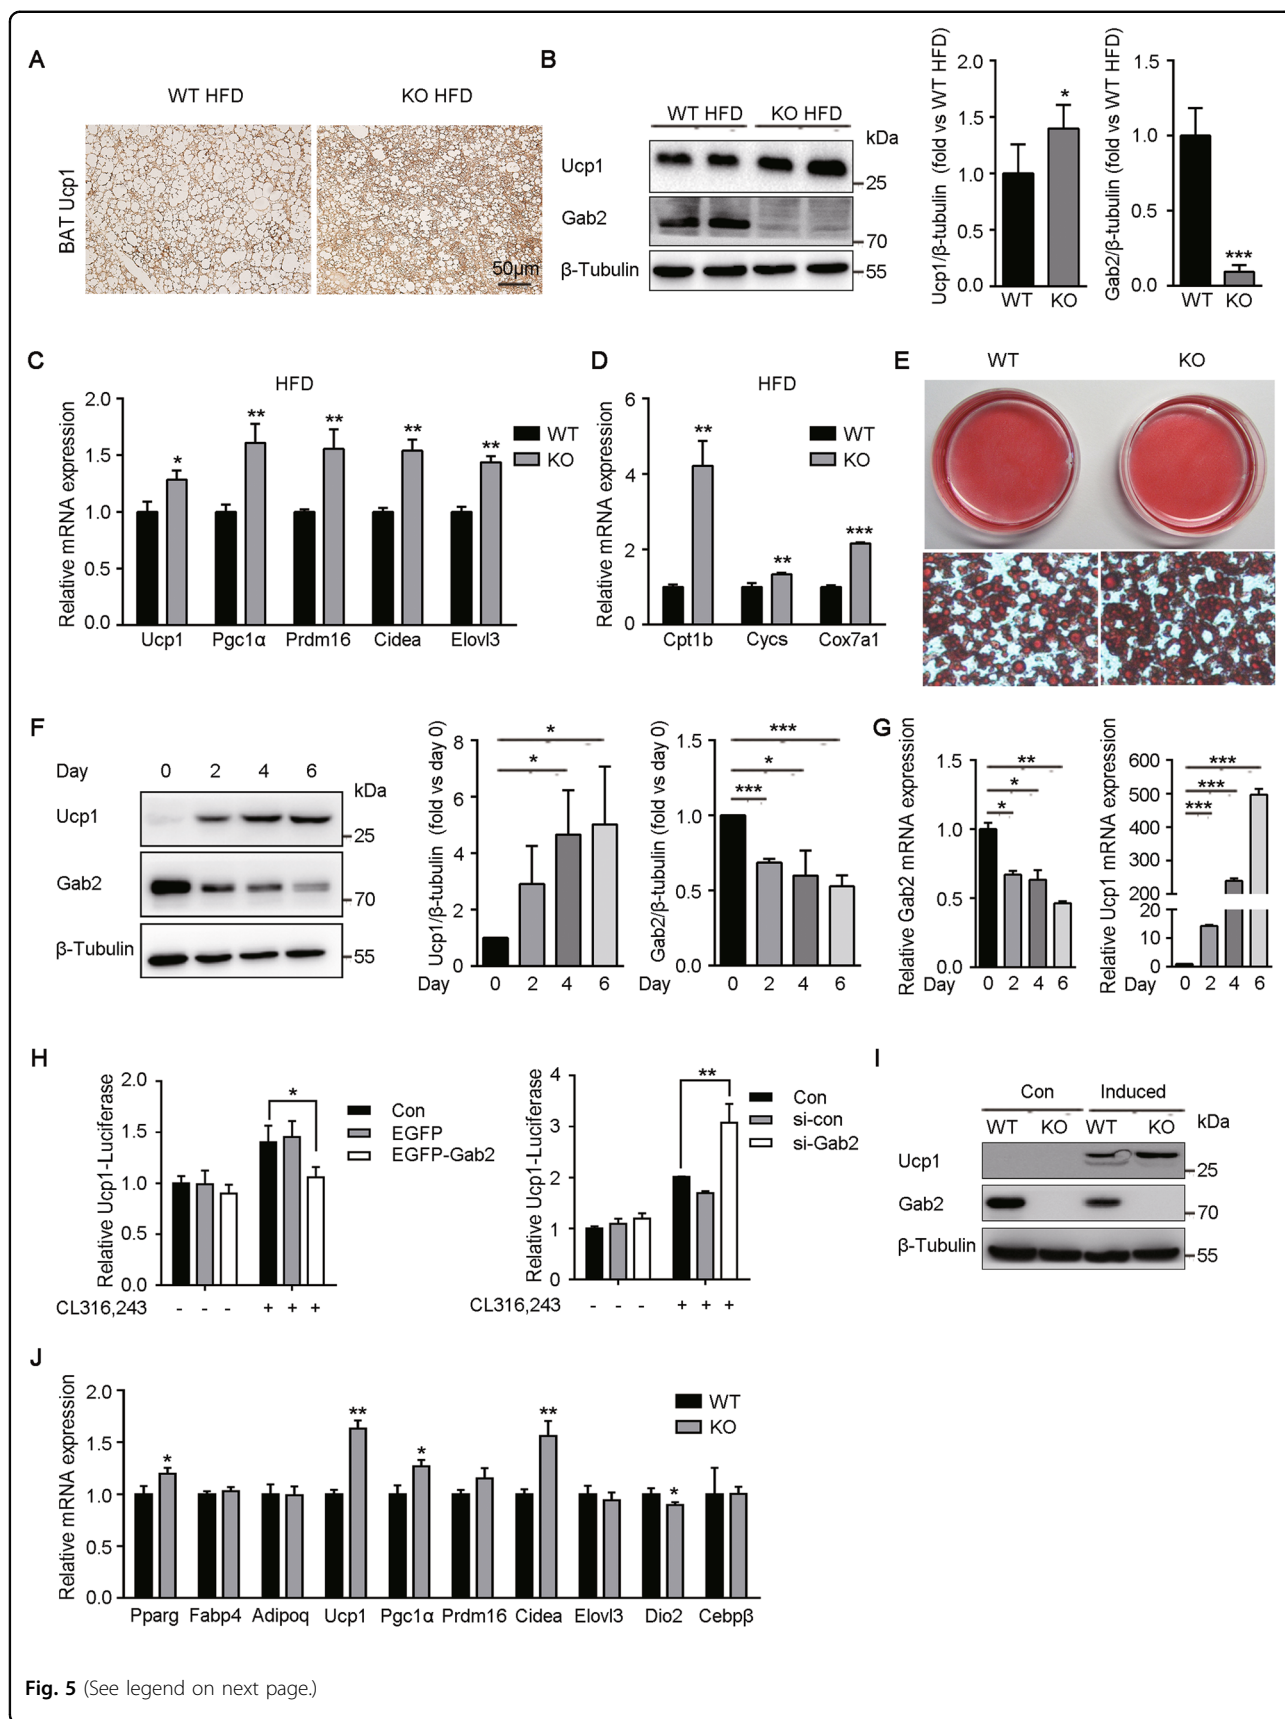 A
WT HFD
KO HFD
BAT Ucp1
50μm
B
WT HFD
KO HFD
kDa
Ucp1
25
Gab2
70
β-Tubulin
55
Ucp1/β-tubulin (fold vs WT HFD)
2.0
1.5
1.0
0.5
0.0
*
WT KO
Gab2/β-tubulin (fold vs WT HFD)
1.5
1.0
0.5
0.0
***
WT KO
C
HFD
Relative mRNA expression
2.0
1.5
1.0
0.5
0.0
* ** ** ** **
WT
KO
Ucp1 Pgc1α Prdm16 Cidea Elovl3
D
HFD
Relative mRNA expression
6
4
2
0
** ** ***
WT
KO
Cpt1b Cycs Cox7a1
E
WT
KO
F
Day 0 2 4 6
kDa
Ucp1
25
Gab2
70
β-Tubulin
55
Ucp1/β-tubulin (fold vs day 0)
8
6
4
2
0
*
*
Day 0 2 4 6
Gab2/β-tubulin (fold vs day 0)
1.5
1.0
0.5
0.0
***
*
***
Day 0 2 4 6
G
Relative Gab2 mRNA expression
1.5
1.0
0.5
0.0
**
*
*
Day 0 2 4 6
Relative Ucp1 mRNA expression
600
500
400
300
200
20
10
0
***
***
***
Day 0 2 4 6
H
Relative Ucp1-Luciferase
2.0
1.5
1.0
0.5
0.0
*
Con
EGFP
EGFP-Gab2
CL316,243 - - - + + +
Relative Ucp1-Luciferase
4
3
2
1
0
**
Con
si-con
si-Gab2
CL316,243 - - - + + +
I
Con Induced
WT KO WT KO
kDa
Ucp1
25
Gab2
70
β-Tubulin
55
J
Relative mRNA expression
2.0
1.5
1.0
0.5
0.0
* ** * ** *
WT
KO
Pparg Fabp4 Adipoq Ucp1 Pgc1α Prdm16 Cidea Elovl3 Dio2 Cebpβ
Fig. 5 (See legend on next page.)